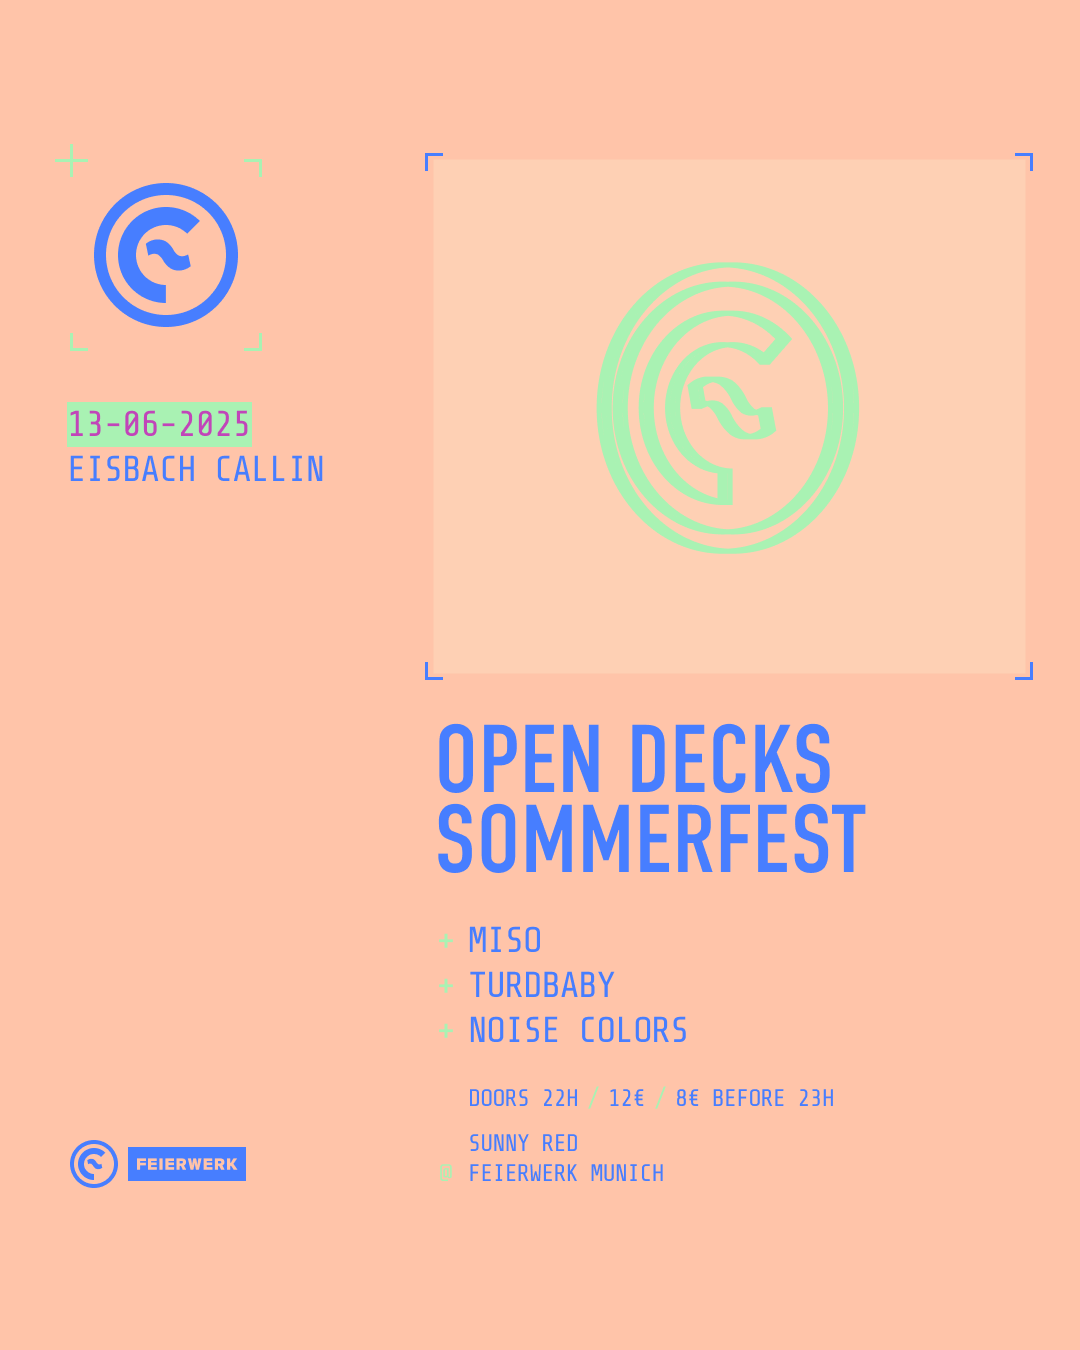 13-06-2025
EISBACH CALLIN
OPEN DECKS
SOMMERFEST
+ MISO
+ TURDBABY
+ NOISE COLORS
DOORS 22H / 12€ / 8€ BEFORE 23H
SUNNY RED
@ FEIERWERK MUNICH
FEIERWERK